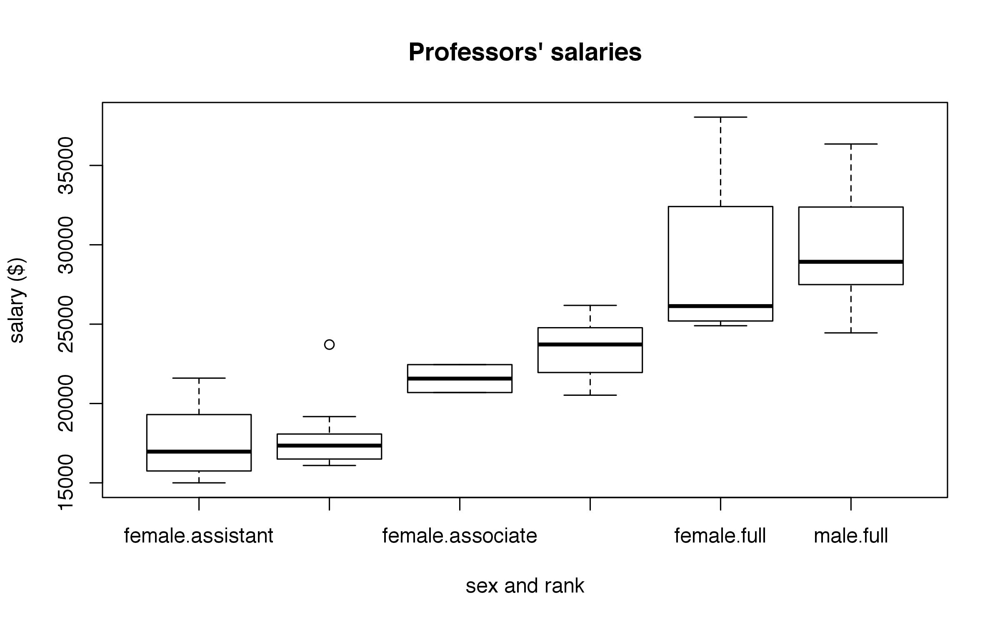 Professors' salaries
salary ($)
35000
30000
25000
20000
15000
female.assistant
female.associate
female.full
male.full
sex and rank